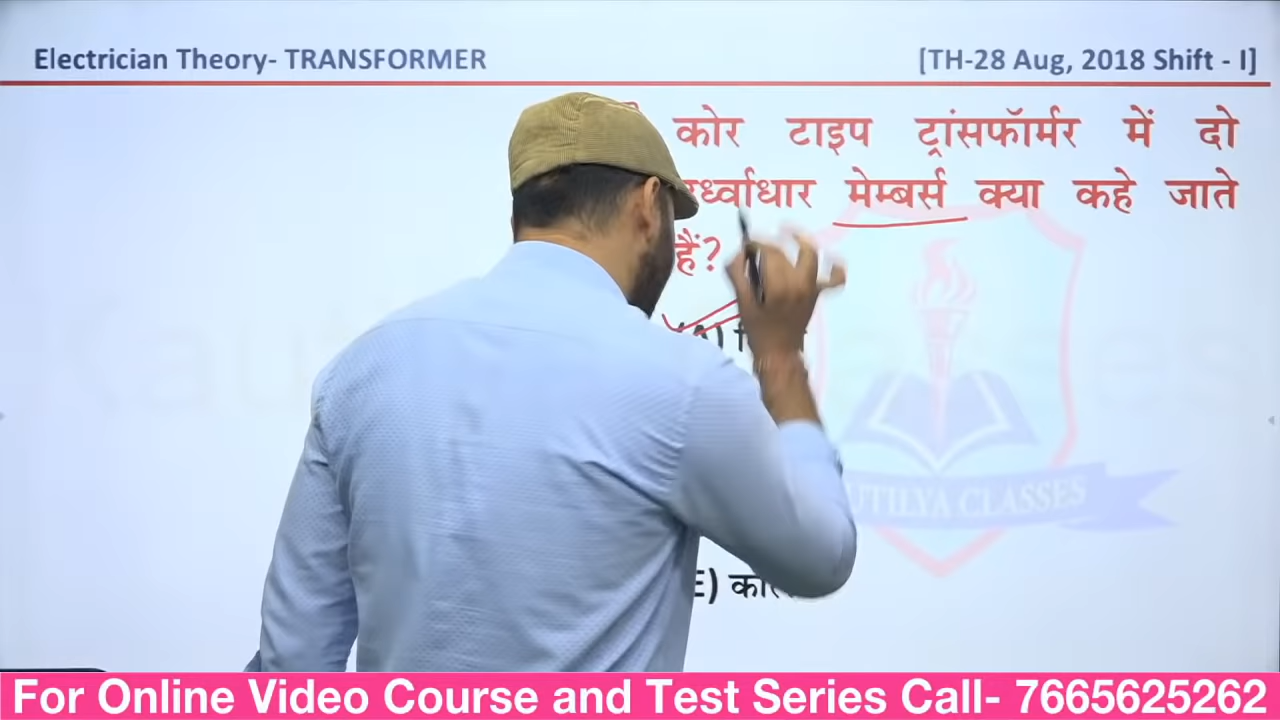 Electrician Theory- TRANSFORMER
[TH-28 Aug, 2018 Shift - I]
कोर टाइप ट्रांसफॉर्मर में दो
मेम्बर्स क्या कहे जाते
हैं?
CLASSES
For Online Video Course and Test Series Call- 7665625262